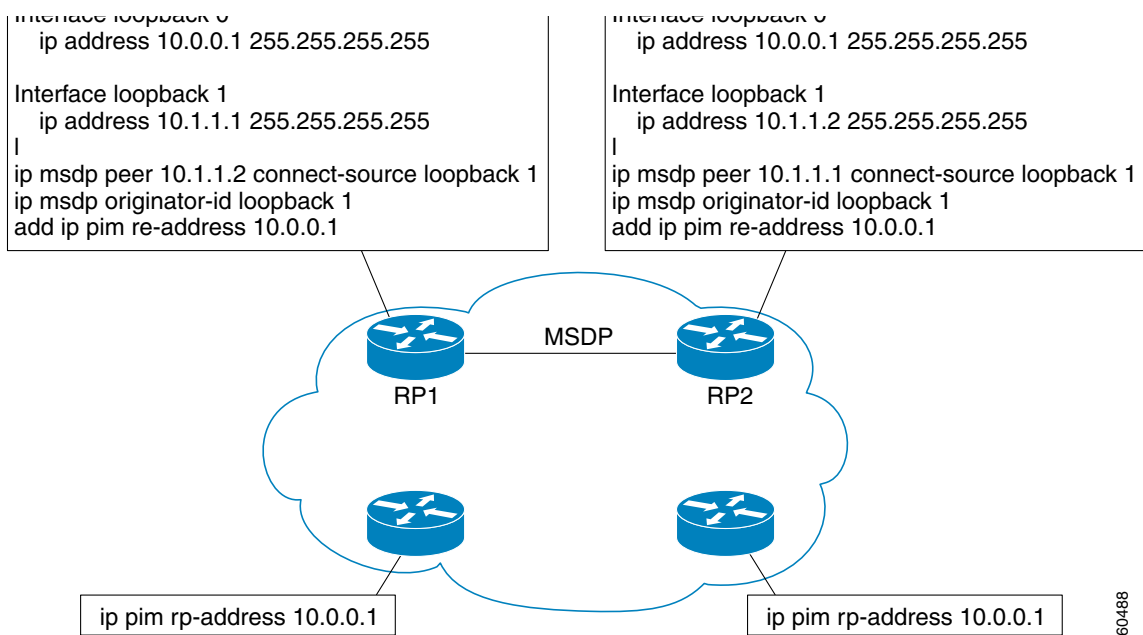 Interface loopback 0
ip address 10.0.0.1 255.255.255.255
Interface loopback 1
ip address 10.1.1.1 255.255.255.255
|
ip msdp peer 10.1.1.2 connect-source loopback 1
ip msdp originator-id loopback 1
add ip pim re-address 10.0.0.1
Interface loopback 0
ip address 10.0.0.1 255.255.255.255
Interface loopback 1
ip address 10.1.1.2 255.255.255.255
|
ip msdp peer 10.1.1.1 connect-source loopback 1
ip msdp originator-id loopback 1
add ip pim re-address 10.0.0.1
MSDP
RP1
RP2
ip pim rp-address 10.0.0.1
ip pim rp-address 10.0.0.1
60488